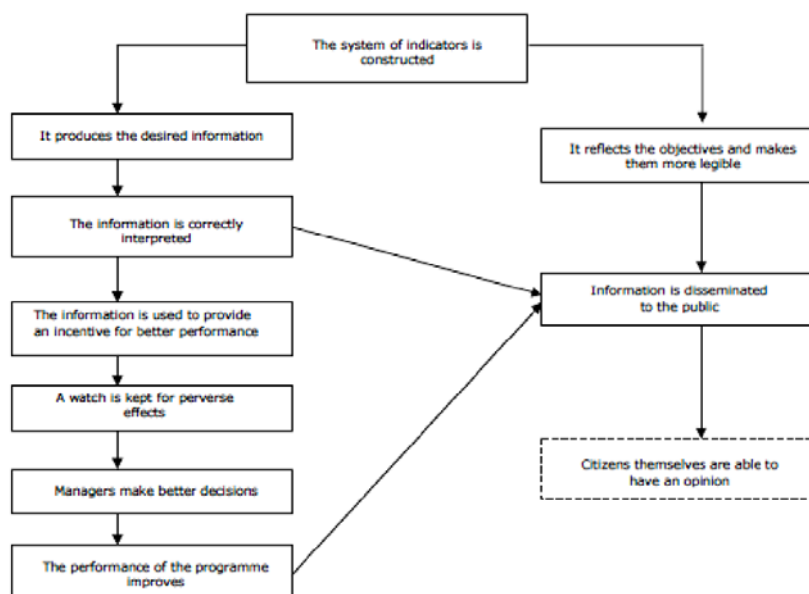 The system of indicators is
constructed
It produces the desired information
The information is correctly
interpreted
The information is used to provide
an incentive for better performance
A watch is kept for perverse
effects
Managers make better decisions
The performance of the programme
improves
It reflects the objectives and makes
them more legible
Information is disseminated
to the public
Citizens themselves are able to
have an opinion